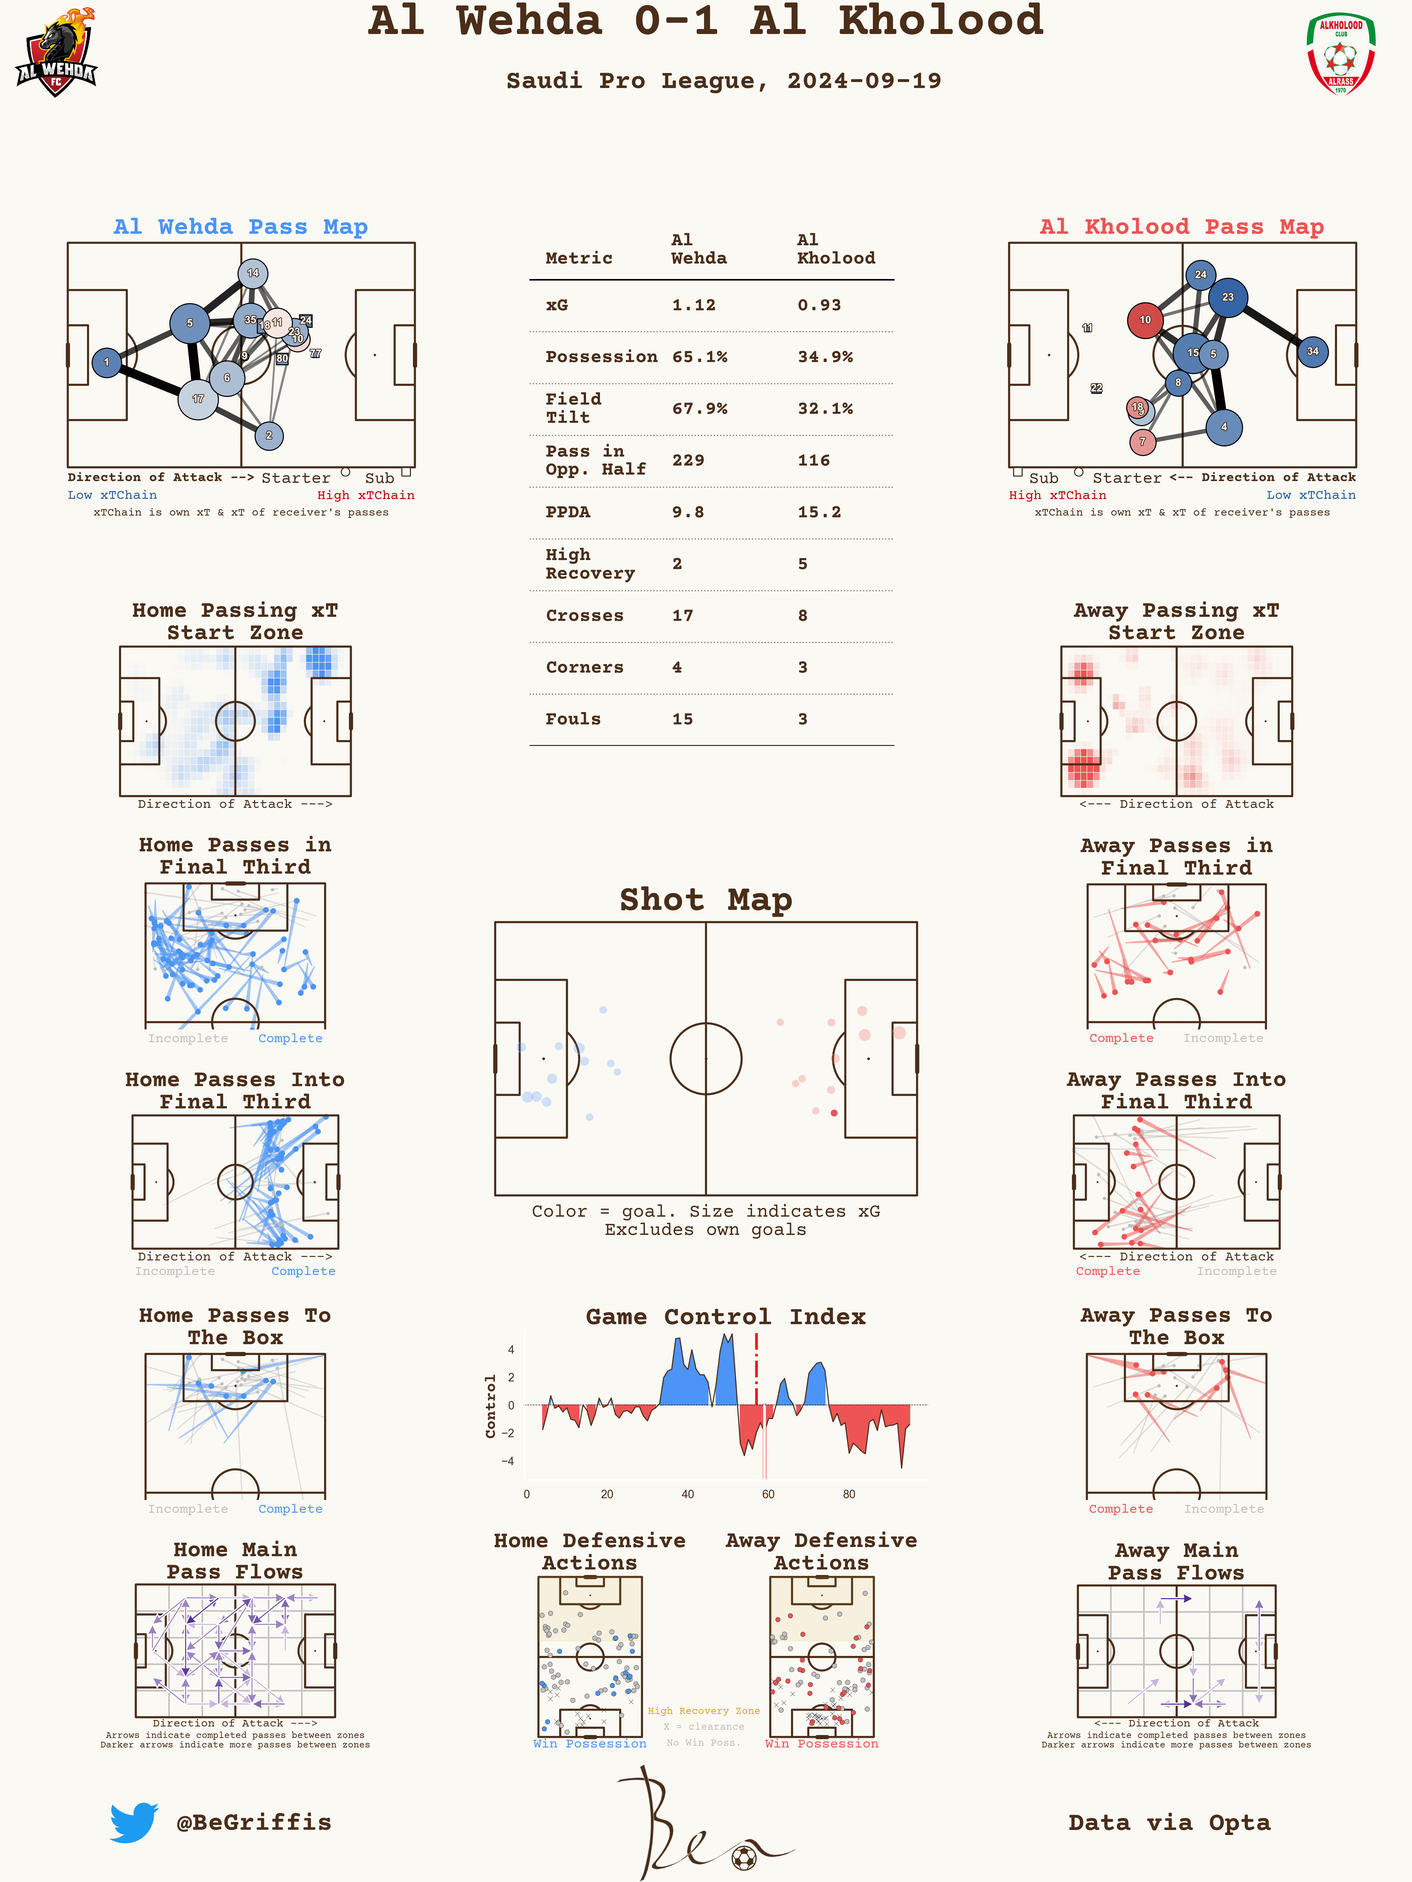 Al Wehda 0-1 Al Kholood
Saudi Pro League, 2024-09-19
AL WEHDA
FC
ALKHOLOOD
CLUB
ALRASS
1970
Al Wehda Pass Map
14
5
35
18
11
24
23
10
77
9
30
1
6
17
2
Direction of Attack --> Starter Sub
Low xTChain High xTChain
xTChain is own xT & xT of receiver's passes
Metric Al Wehda Al Kholood
xG 1.12 0.93
Possession 65.1% 34.9%
Field Tilt 67.9% 32.1%
Pass in Opp. Half 229 116
PPDA 9.8 15.2
High Recovery 2 5
Crosses 17 8
Corners 4 3
Fouls 15 3
Al Kholood Pass Map
24
23
10
11
15
5
34
8
22
18
9
7
4
Sub Starter <-- Direction of Attack
High xTChain Low xTChain
xTChain is own xT & xT of receiver's passes
Home Passing xT
Start Zone
Direction of Attack --->
Away Passing xT
Start Zone
<--- Direction of Attack
Home Passes in
Final Third
Incomplete Complete
Shot Map
Color = goal. Size indicates xG
Excludes own goals
Away Passes in
Final Third
Complete Incomplete
Home Passes Into
Final Third
Direction of Attack --->
Incomplete Complete
Away Passes Into
Final Third
<--- Direction of Attack
Complete Incomplete
Home Passes To
The Box
Incomplete Complete
Game Control Index
Control
4
2
0
−2
−4
0 20 40 60 80
Away Passes To
The Box
Complete Incomplete
Home Main
Pass Flows
Direction of Attack --->
Arrows indicate completed passes between zones
Darker arrows indicate more passes between zones
Home Defensive
Actions
Win Possession
Away Defensive
Actions
Win Possession
High Recovery Zone
X = clearance
No Win Poss.
Away Main
Pass Flows
<--- Direction of Attack
Arrows indicate completed passes between zones
Darker arrows indicate more passes between zones
@BeGriffis
Ben
Data via Opta